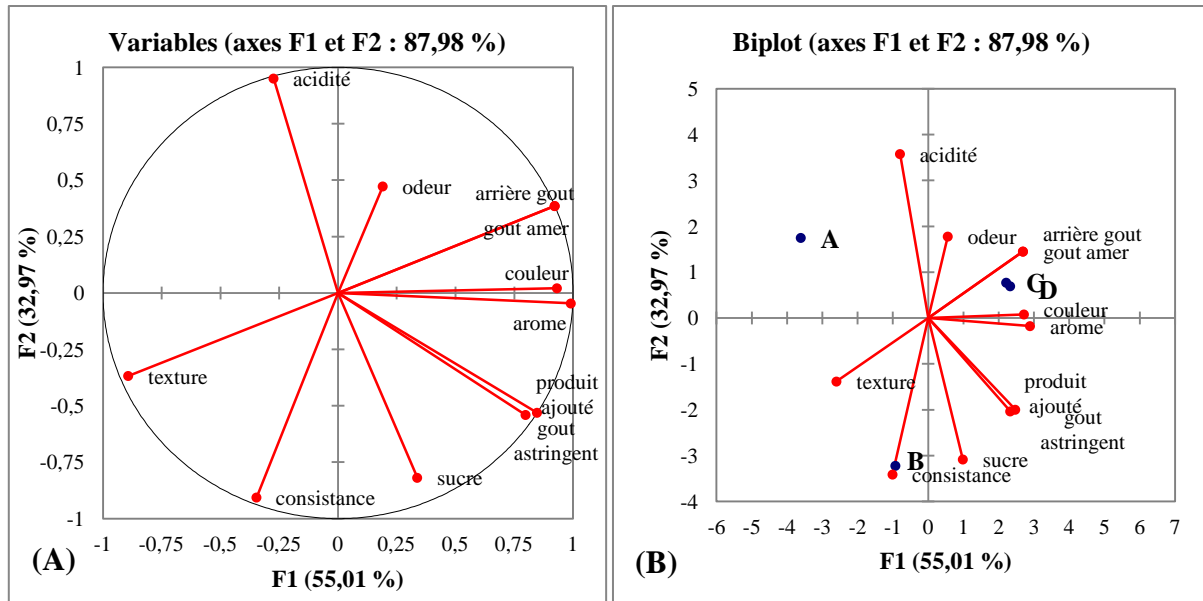 Variables (axes F1 et F2 : 87,98 %)
1
0,75
0,5
0,25
0
-0,25
-0,5
-0,75
-1
F2 (32,97 %)
acidité
odeur
arrière gout
gout amer
couleur
arome
texture
produit
ajouté
gout
astringent
sucre
consistance
-1
-0,75
-0,5
-0,25
0
0,25
0,5
0,75
1
F1 (55,01 %)
(A)
Biplot (axes F1 et F2 : 87,98 %)
5
4
3
2
1
0
-1
-2
-3
-4
F2 (32,97 %)
acidité
A
odeur
arrière gout
gout amer
C
D
couleur
arome
texture
produit
ajouté
gout
astringent
B
sucre
consistance
-6 -5 -4 -3 -2 -1 0 1 2 3 4 5 6 7
F1 (55,01 %)
(B)